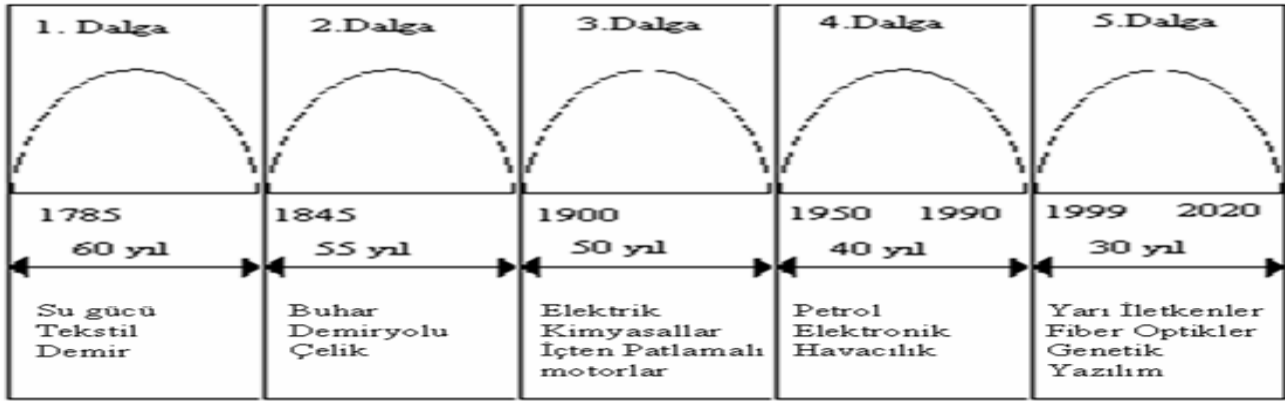 1. Dalga
2.Dalga
3.Dalga
4.Dalga
5.Dalga
1785
1845
1900
1950 1990
1999 2020
60 yıl
55 yıl
50 yıl
40 yıl
30 yıl
Su gücü
Tekstil
Demir
Buhar
Demiryolu
Çelik
Elektrik
Kimyasallar
İçten Patlamalı
motorlar
Petrol
Elektronik
Havacılık
Yarı İletkenler
Fiber Optikler
Genetik
Yazılım